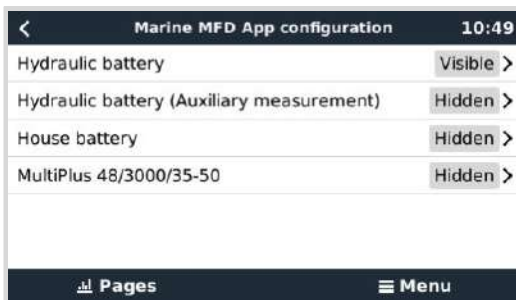 Marine MFD App configuration 10:49
Hydraulic battery Visible
Hydraulic battery (Auxiliary measurement) Hidden
House battery Hidden
MultiPlus 48/3000/35-50 Hidden
Pages Menu